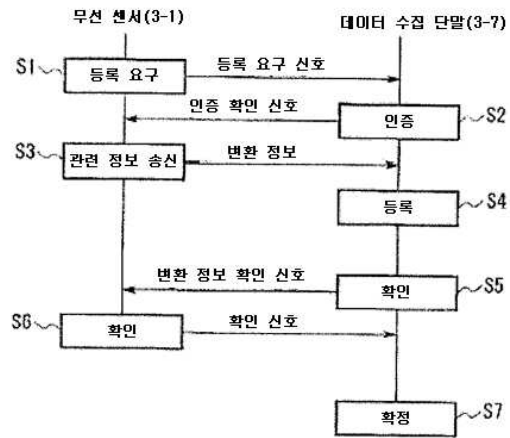 무선 센서(3-1)
데이터 수집 단말(3-7)
S1
등록 요구
등록 요구 신호
인증 확인 신호
인증
S2
S3
관련 정보 송신
변환 정보
등록
S4
변환 정보 확인 신호
확인
S5
S6
확인
확인 신호
확정
S7